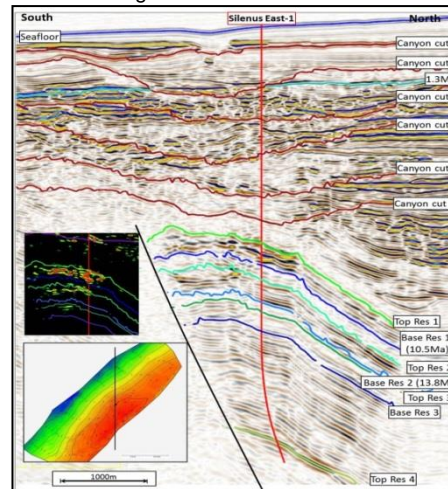 South
Silenus East-1
North
Seafloor
Canyon cut
Canyon cut
1.3M
Canyon cut
Canyon cut
Canyon cut
Canyon cut
Top Res 1
Base Res 1
(10.5Ma)
Top Res 2
Base Res 2 (13.8M
Top Res 3
Base Res 3
Top Res 4
1000m